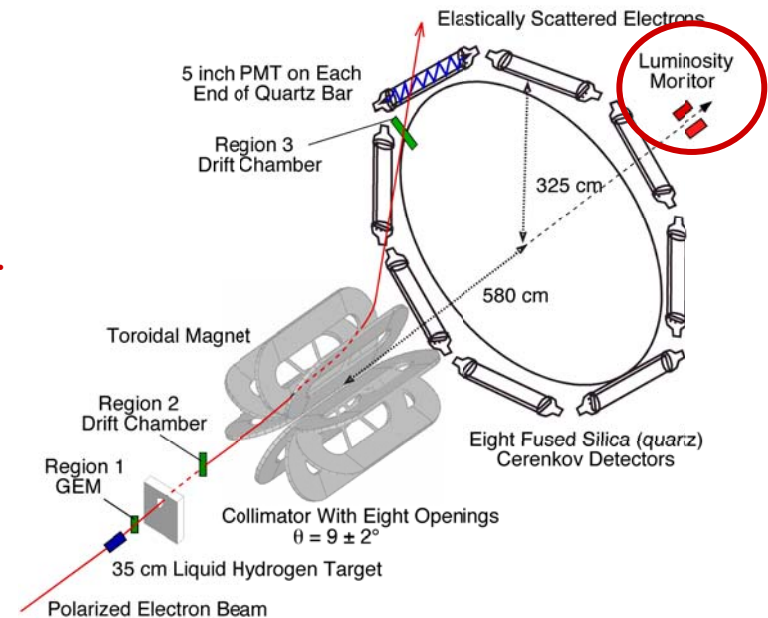 Elastically Scattered Electrons
Luminosity
Moritor
5 inch PMT on Each
End of Quartz Bar
Region 3
Drift Chamber
325 cm
580 cm
Toroidal Magnet
Region 2
Drift Chamber
Region 1
GEM
Eight Fused Silica (quartz)
Cerenkov Detectors
Collimator With Eight Openings
θ = 9 ± 2°
35 cm Liquid Hydrogen Target
Polarized Electron Beam